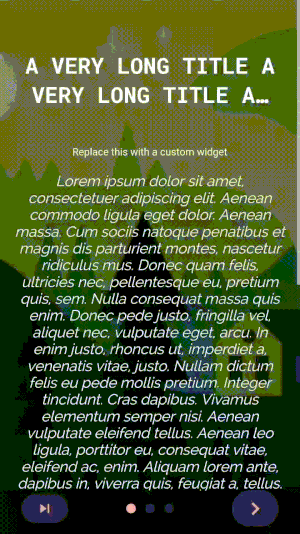 A VERY LONG TITLE A
VERY LONG TITLE A…
Replace this with a custom widget
Lorem ipsum dolor sit amet,
consectetuer adipiscing elit. Aenean
commodo ligula eget dolor. Aenean
massa. Cum sociis natoque penatibus et
magnis dis parturient montes, nascetur
ridiculus mus. Donec quam felis,
ultricies nec, pellentesque eu, pretium
quis, sem. Nulla consequat massa quis
enim. Donec pede justo, fringilla vel,
aliquet nec, vulputate eget, arcu. In
enim justo, rhoncus ut, imperdiet a,
venenatis vitae, justo. Nullam dictum
felis eu pede mollis pretium. Integer
tincidunt. Cras dapibus. Vivamus
elementum semper nisi. Aenean
vulputate eleifend tellus. Aenean leo
ligula, porttitor eu, consequat vitae,
eleifend ac, enim. Aliquam lorem ante,
dapibus in, viverra quis, feugiat a, tellus.